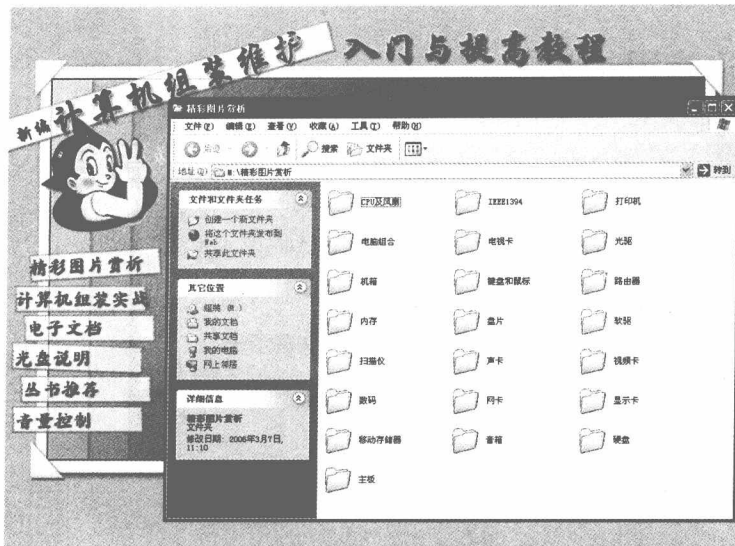 新编 计算机组装维护 入门与提高教程
精彩图片赏析
文件(F) 编辑(E) 查看(V) 收藏(A) 工具(T) 帮助(H)
后退 搜索 文件夹
地址(D) M:\精彩图片赏析 转到
文件和文件夹任务
创建一个新文件夹
将这个文件夹发布到
Web
共享此文件夹
其它位置
组装 (M:)
我的文档
共享文档
我的电脑
网上邻居
详细信息
精彩图片赏析
文件夹
修改日期: 2006年3月7日,
11:10
CPU及风扇 IEEE1394 打印机
电脑组合 电视卡 光驱
机箱 键盘和鼠标 路由器
内存 盘片 软驱
扫描仪 声卡 视频卡
数码 网卡 显示卡
移动存储器 音箱 硬盘
主板
精彩图片赏析
计算机组装实战
电子文档
光盘说明
丛书推荐
音量控制